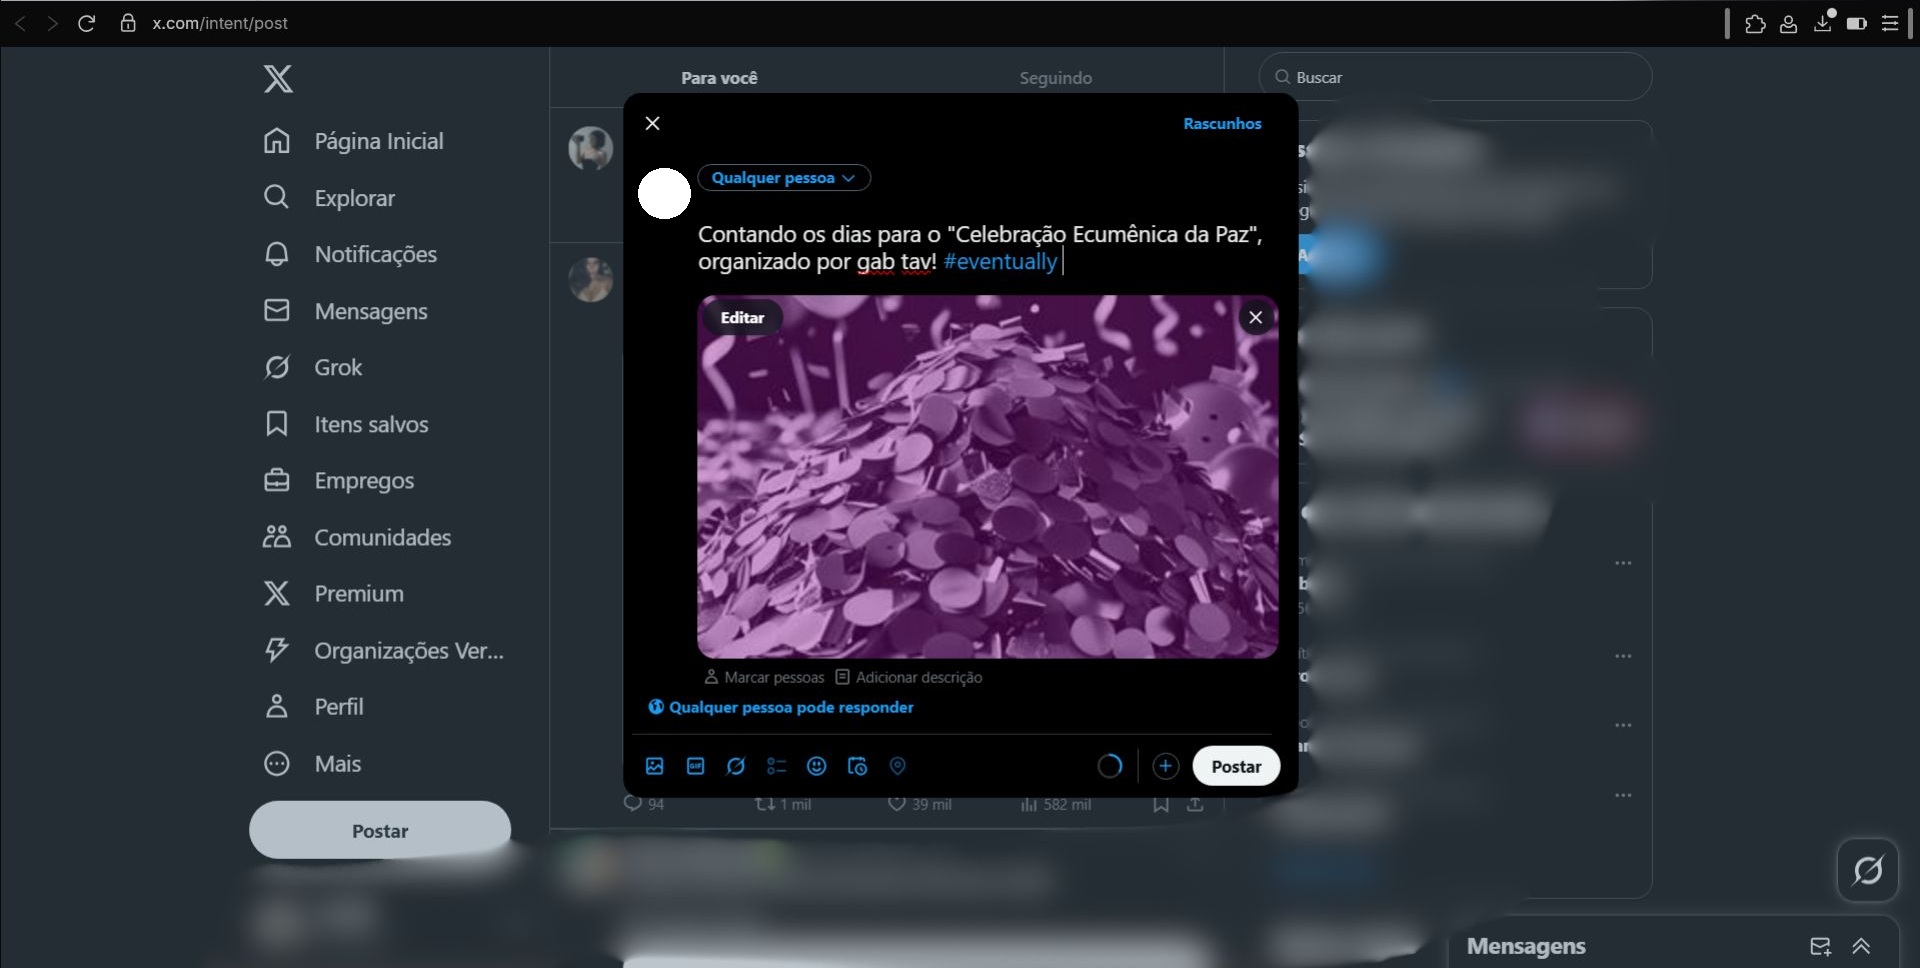 x.com/intent/post
Para você
Seguindo
Buscar
Página Inicial
Explorar
Notificações
Mensagens
Grok
Itens salvos
Empregos
Comunidades
Premium
Organizações Ver...
Perfil
Mais
Postar
Rascunhos
Qualquer pessoa
Contando os dias para o "Celebração Ecumênica da Paz",
organizado por gab tav! #eventually
Editar
Marcar pessoas
Adicionar descrição
Qualquer pessoa pode responder
GIF
Postar
94
1 mil
39 mil
582 mil
Mensagens